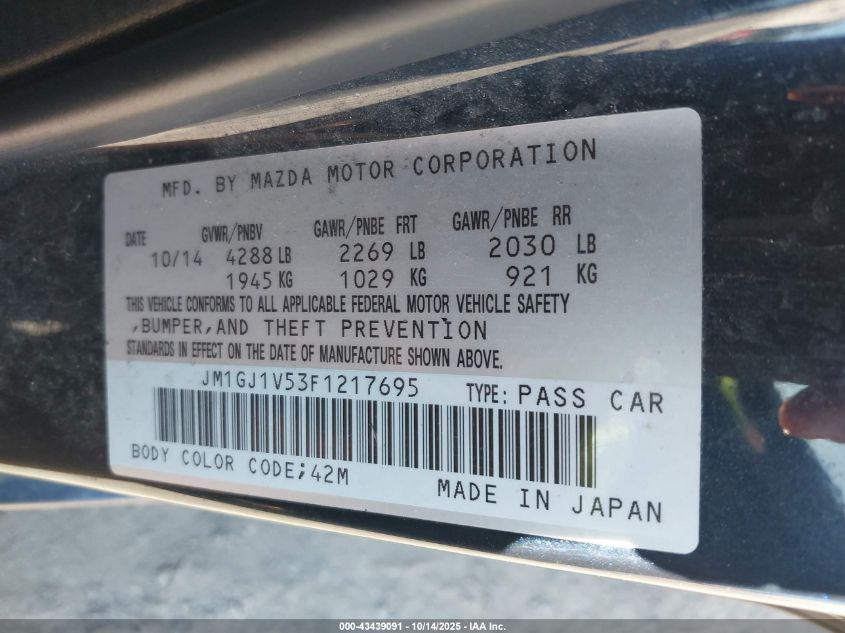 MFD. BY MAZDA MOTOR CORPORATION
DATE GVWR/PNBV GAWR/PNBE FRT GAWR/PNBE RR
10/14 4288 LB 2269 LB 2030 LB
1945 KG 1029 KG 921 KG
THIS VEHICLE CONFORMS TO ALL APPLICABLE FEDERAL MOTOR VEHICLE SAFETY
,BUMPER,AND THEFT PREVENTION
STANDARDS IN EFFECT ON THE DATE OF MANUFACTURE SHOWN ABOVE.
JM1GJ1V53F1217695 TYPE: PASS CAR
BODY COLOR CODE;42M
MADE IN JAPAN
000-43439091 - 10/14/2025 - IAA Inc.